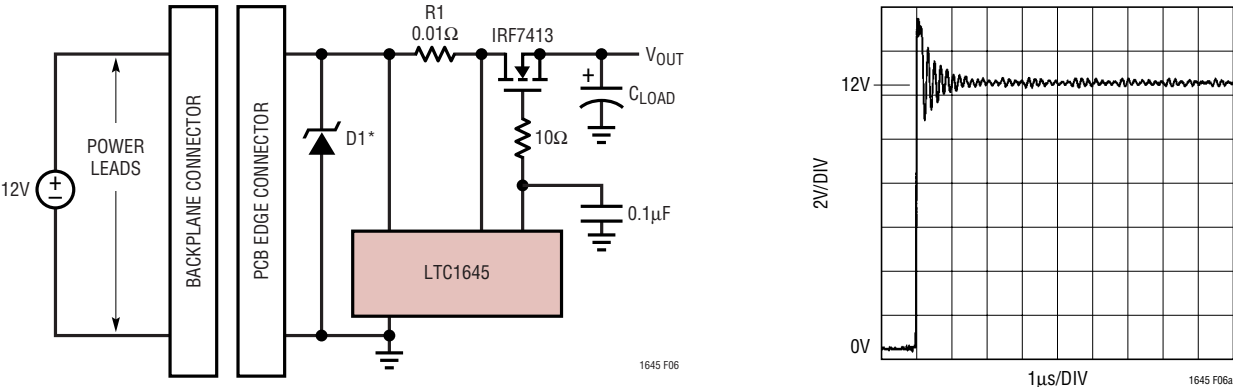 R1
0.01Ω
IRF7413
VOUT
+
CLOAD
10Ω
0.1μF
D1*
12V
+
–
POWER
LEADS
BACKPLANE CONNECTOR
PCB EDGE CONNECTOR
LTC1645
1645 F06
12V
2V/DIV
0V
1μs/DIV
1645 F06a